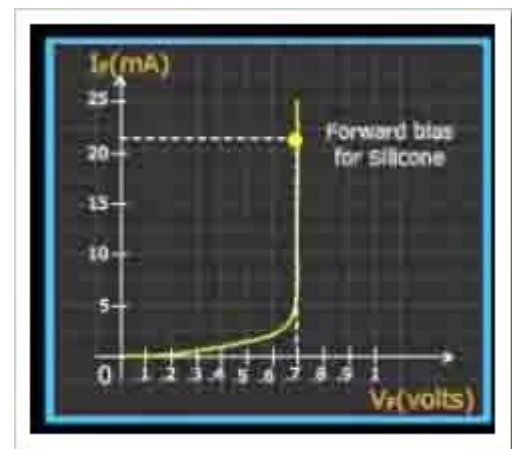 IF(mA)
25
20
15
10
5
0 .1 .2 .3 .4 .5 .6 .7 .8 .9 1
Forward bias
for Silicone
VF(volts)